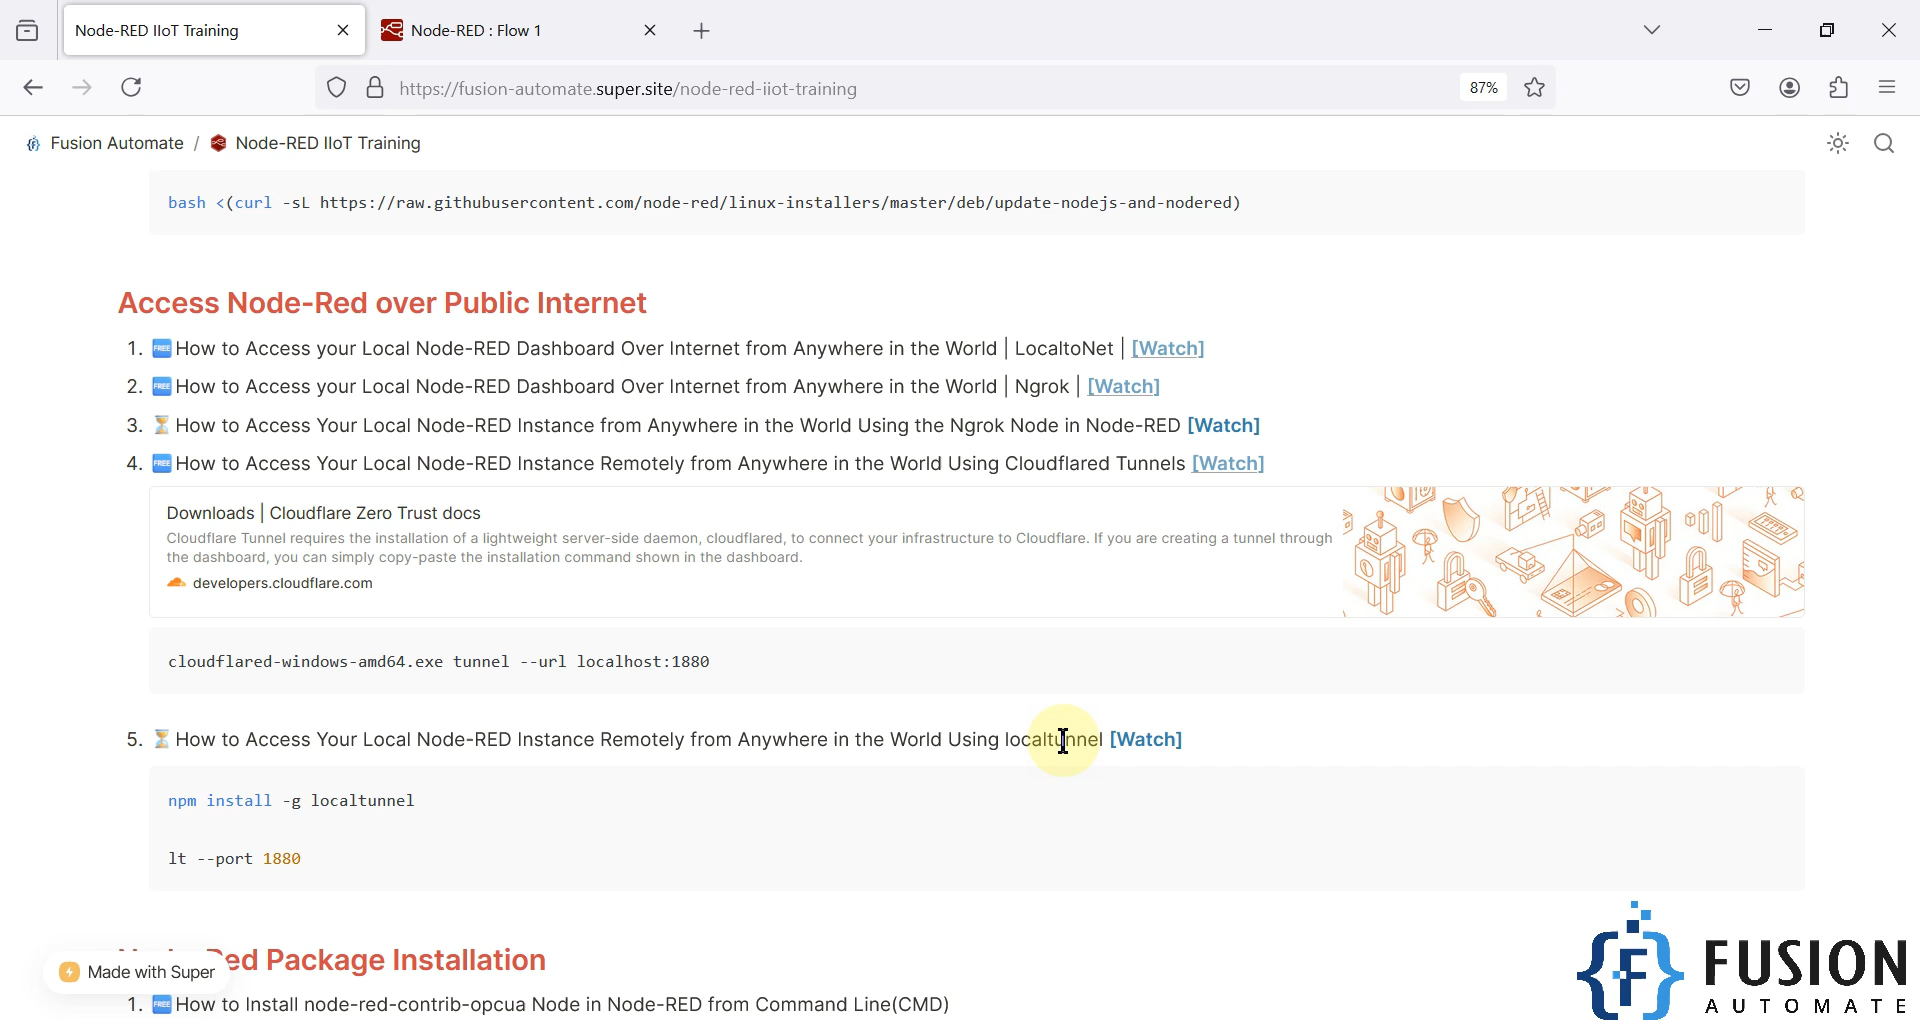 Node-RED IIoT Training
Node-RED : Flow 1
https://fusion-automate.super.site/node-red-iiot-training
87%
Fusion Automate / Node-RED IIoT Training
bash <(curl -sL https://raw.githubusercontent.com/node-red/linux-installers/master/deb/update-nodejs-and-nodered)
Access Node-Red over Public Internet
1. FREE How to Access your Local Node-RED Dashboard Over Internet from Anywhere in the World | LocaltoNet | [Watch]
2. FREE How to Access your Local Node-RED Dashboard Over Internet from Anywhere in the World | Ngrok | [Watch]
3. ⏳ How to Access Your Local Node-RED Instance from Anywhere in the World Using the Ngrok Node in Node-RED [Watch]
4. FREE How to Access Your Local Node-RED Instance Remotely from Anywhere in the World Using Cloudflared Tunnels [Watch]
Downloads | Cloudflare Zero Trust docs
Cloudflare Tunnel requires the installation of a lightweight server-side daemon, cloudflared, to connect your infrastructure to Cloudflare. If you are creating a tunnel through
the dashboard, you can simply copy-paste the installation command shown in the dashboard.
developers.cloudflare.com
cloudflared-windows-amd64.exe tunnel --url localhost:1880
5. ⏳ How to Access Your Local Node-RED Instance Remotely from Anywhere in the World Using localtunnel [Watch]
npm install -g localtunnel
lt --port 1880
ed Package Installation
Made with Super
1. FREE How to Install node-red-contrib-opcua Node in Node-RED from Command Line(CMD)
FUSION
AUTOMATE